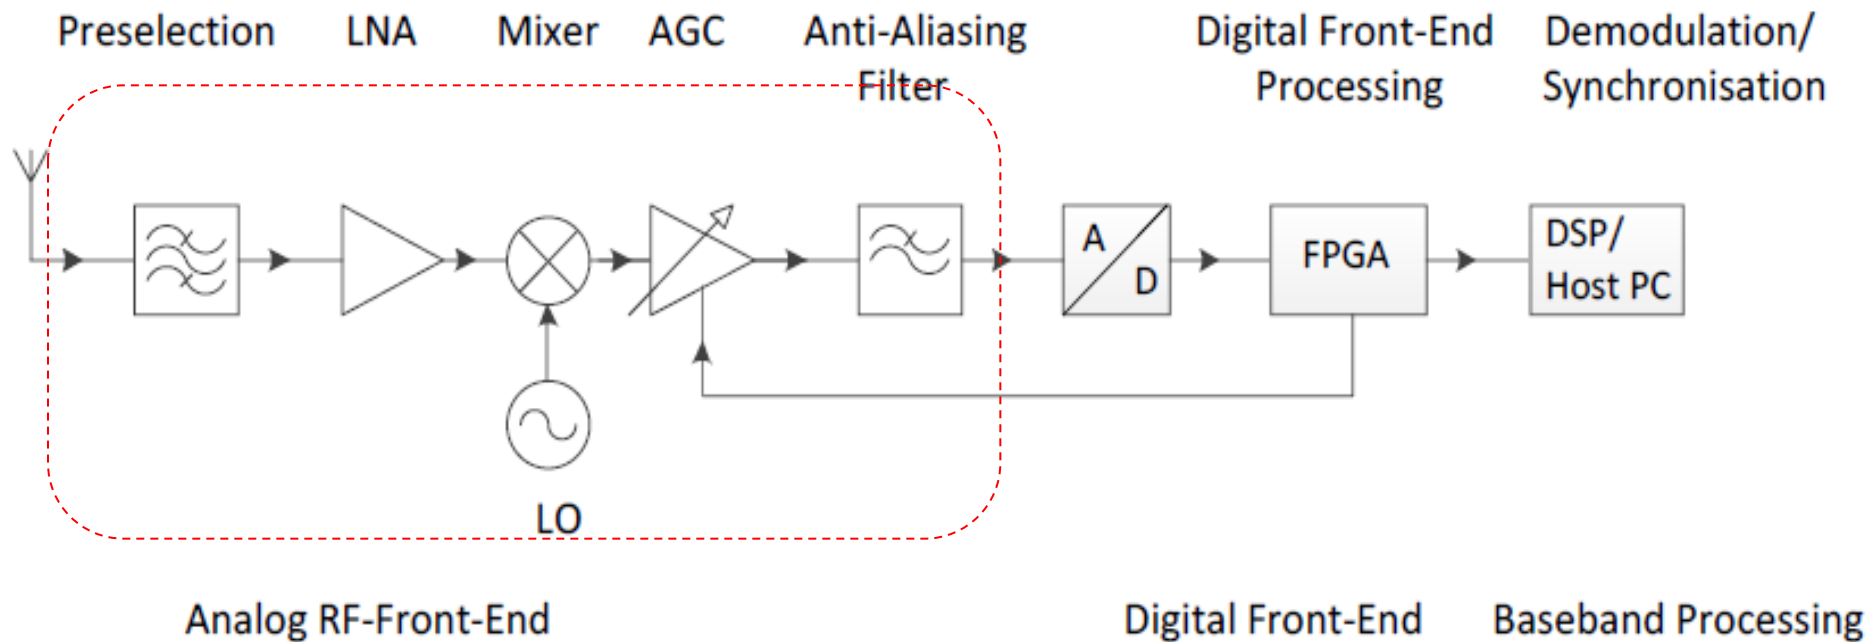 Preselection
LNA
Mixer
AGC
Anti-Aliasing
Filter
Digital Front-End
Processing
Demodulation/
Synchronisation
A
D
FPGA
DSP/
Host PC
LO
Analog RF-Front-End
Digital Front-End
Baseband Processing